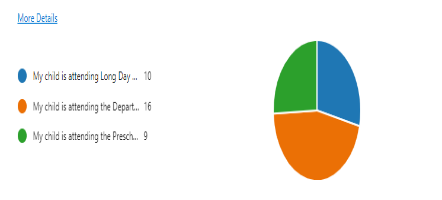 More Details
My child is attending Long Day ... 10
My child is attending the Depart... 16
My child is attending the Presch... 9